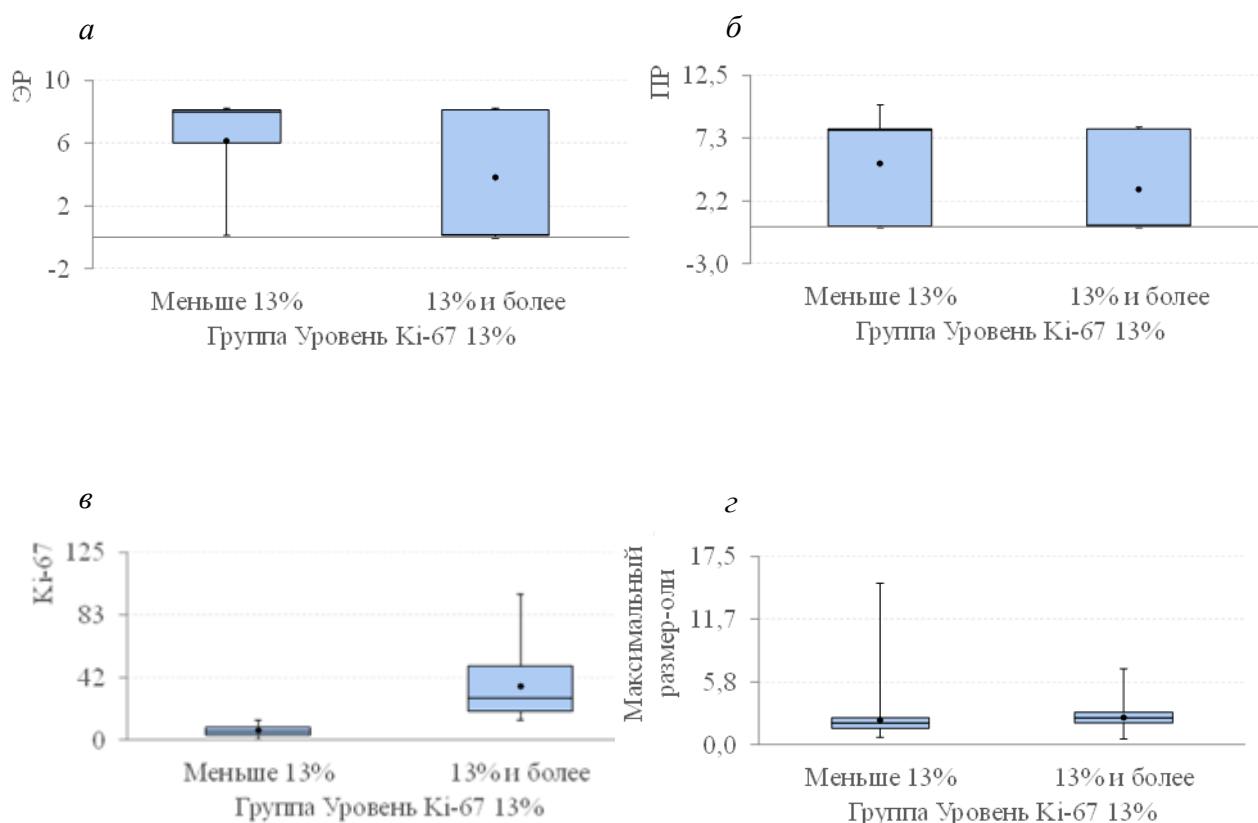 а
ЭР
10
6
2
-2
Меньше 13% 13% и более
Группа Уровень Ki-67 13%
б
ПР
12,5
7,3
2,2
-3,0
Меньше 13% 13% и более
Группа Уровень Ki-67 13%
в
Ki-67
125
83
42
0
Меньше 13% 13% и более
Группа Уровень Ki-67 13%
г
Максимальный
размер-оли
17,5
11,7
5,8
0,0
Меньше 13% 13% и более
Группа Уровень Ki-67 13%